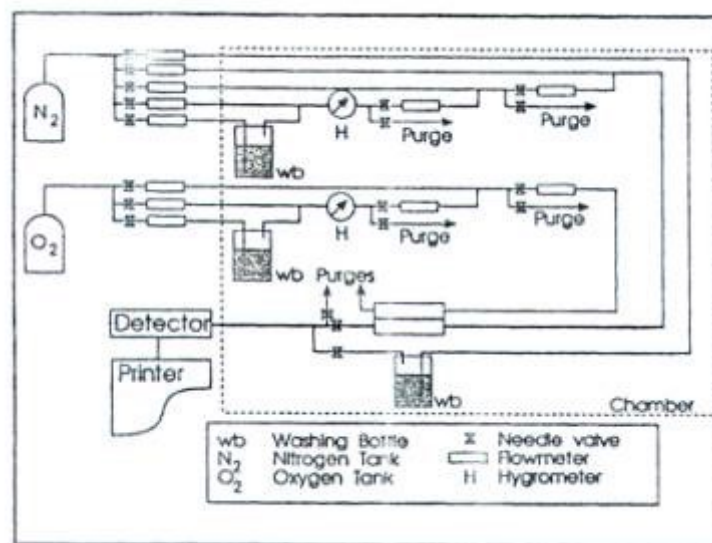 N2
H
Purge
Purge
wb
O2
H
Purge
Purge
wb
Purges
Detector
Printer
wb
Chamber
wb Washing Bottle Needle valve
N2 Nitrogen Tank Flowmeter
O2 Oxygen Tank H Hygrometer